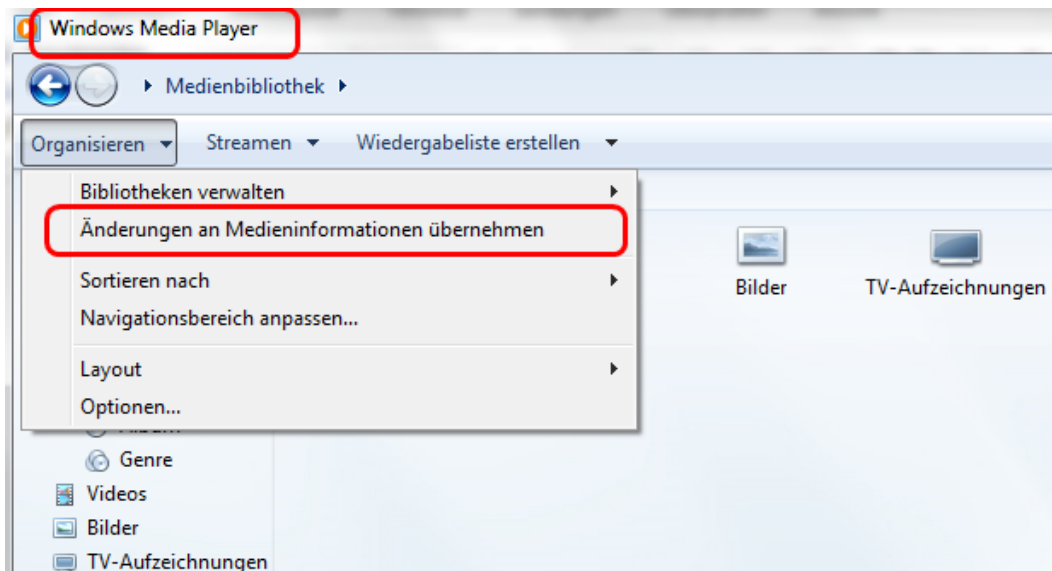 Windows Media Player
Medienbibliothek
Organisieren Streamen Wiedergabeliste erstellen
Bibliotheken verwalten
Änderungen an Medieninformationen übernehmen
Sortieren nach
Navigationsbereich anpassen...
Layout
Optionen...
Bilder TV-Aufzeichnungen
Genre
Videos
Bilder
TV-Aufzeichnungen